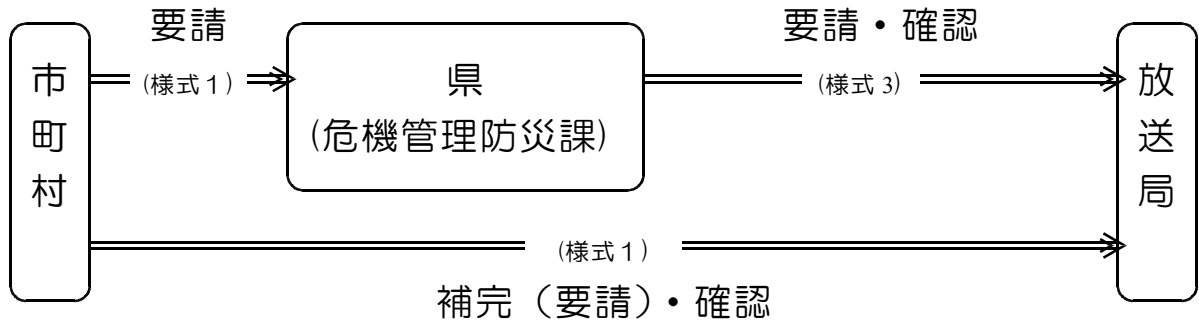 要請
要請・確認
市町村
(様式１)
県
(危機管理防災課)
(様式 3)
放送局
(様式１)
補完（要請）・確認